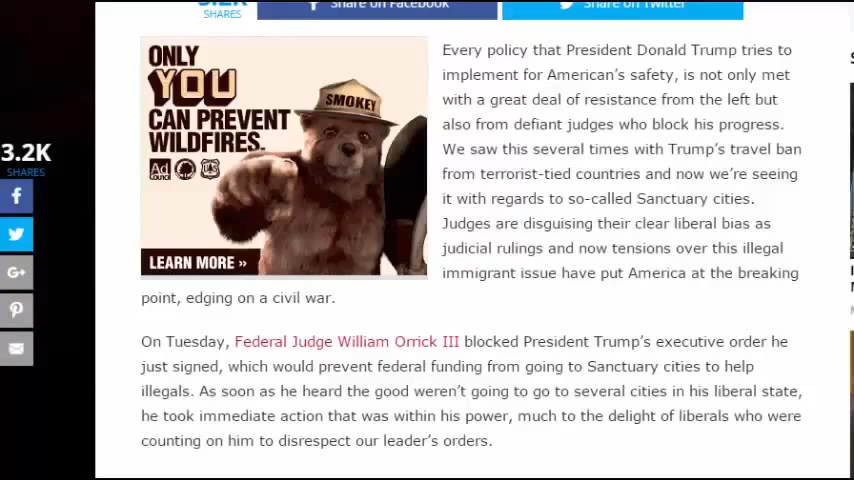 3.2K
SHARES
Share on Facebook
Share on Twitter
3.2K
SHARES
ONLY
YOU
CAN PREVENT
WILDFIRES.
SMOKEY
Ad
Council
LEARN MORE »
Every policy that President Donald Trump tries to
implement for American's safety, is not only met
with a great deal of resistance from the left but
also from defiant judges who block his progress.
We saw this several times with Trump's travel ban
from terrorist-tied countries and now we're seeing
it with regards to so-called Sanctuary cities.
Judges are disguising their clear liberal bias as
judicial rulings and now tensions over this illegal
immigrant issue have put America at the breaking
point, edging on a civil war.
On Tuesday, Federal Judge William Orrick III blocked President Trump's executive order he
just signed, which would prevent federal funding from going to Sanctuary cities to help
illegals. As soon as he heard the good weren't going to go to several cities in his liberal state,
he took immediate action that was within his power, much to the delight of liberals who were
counting on him to disrespect our leader's orders.